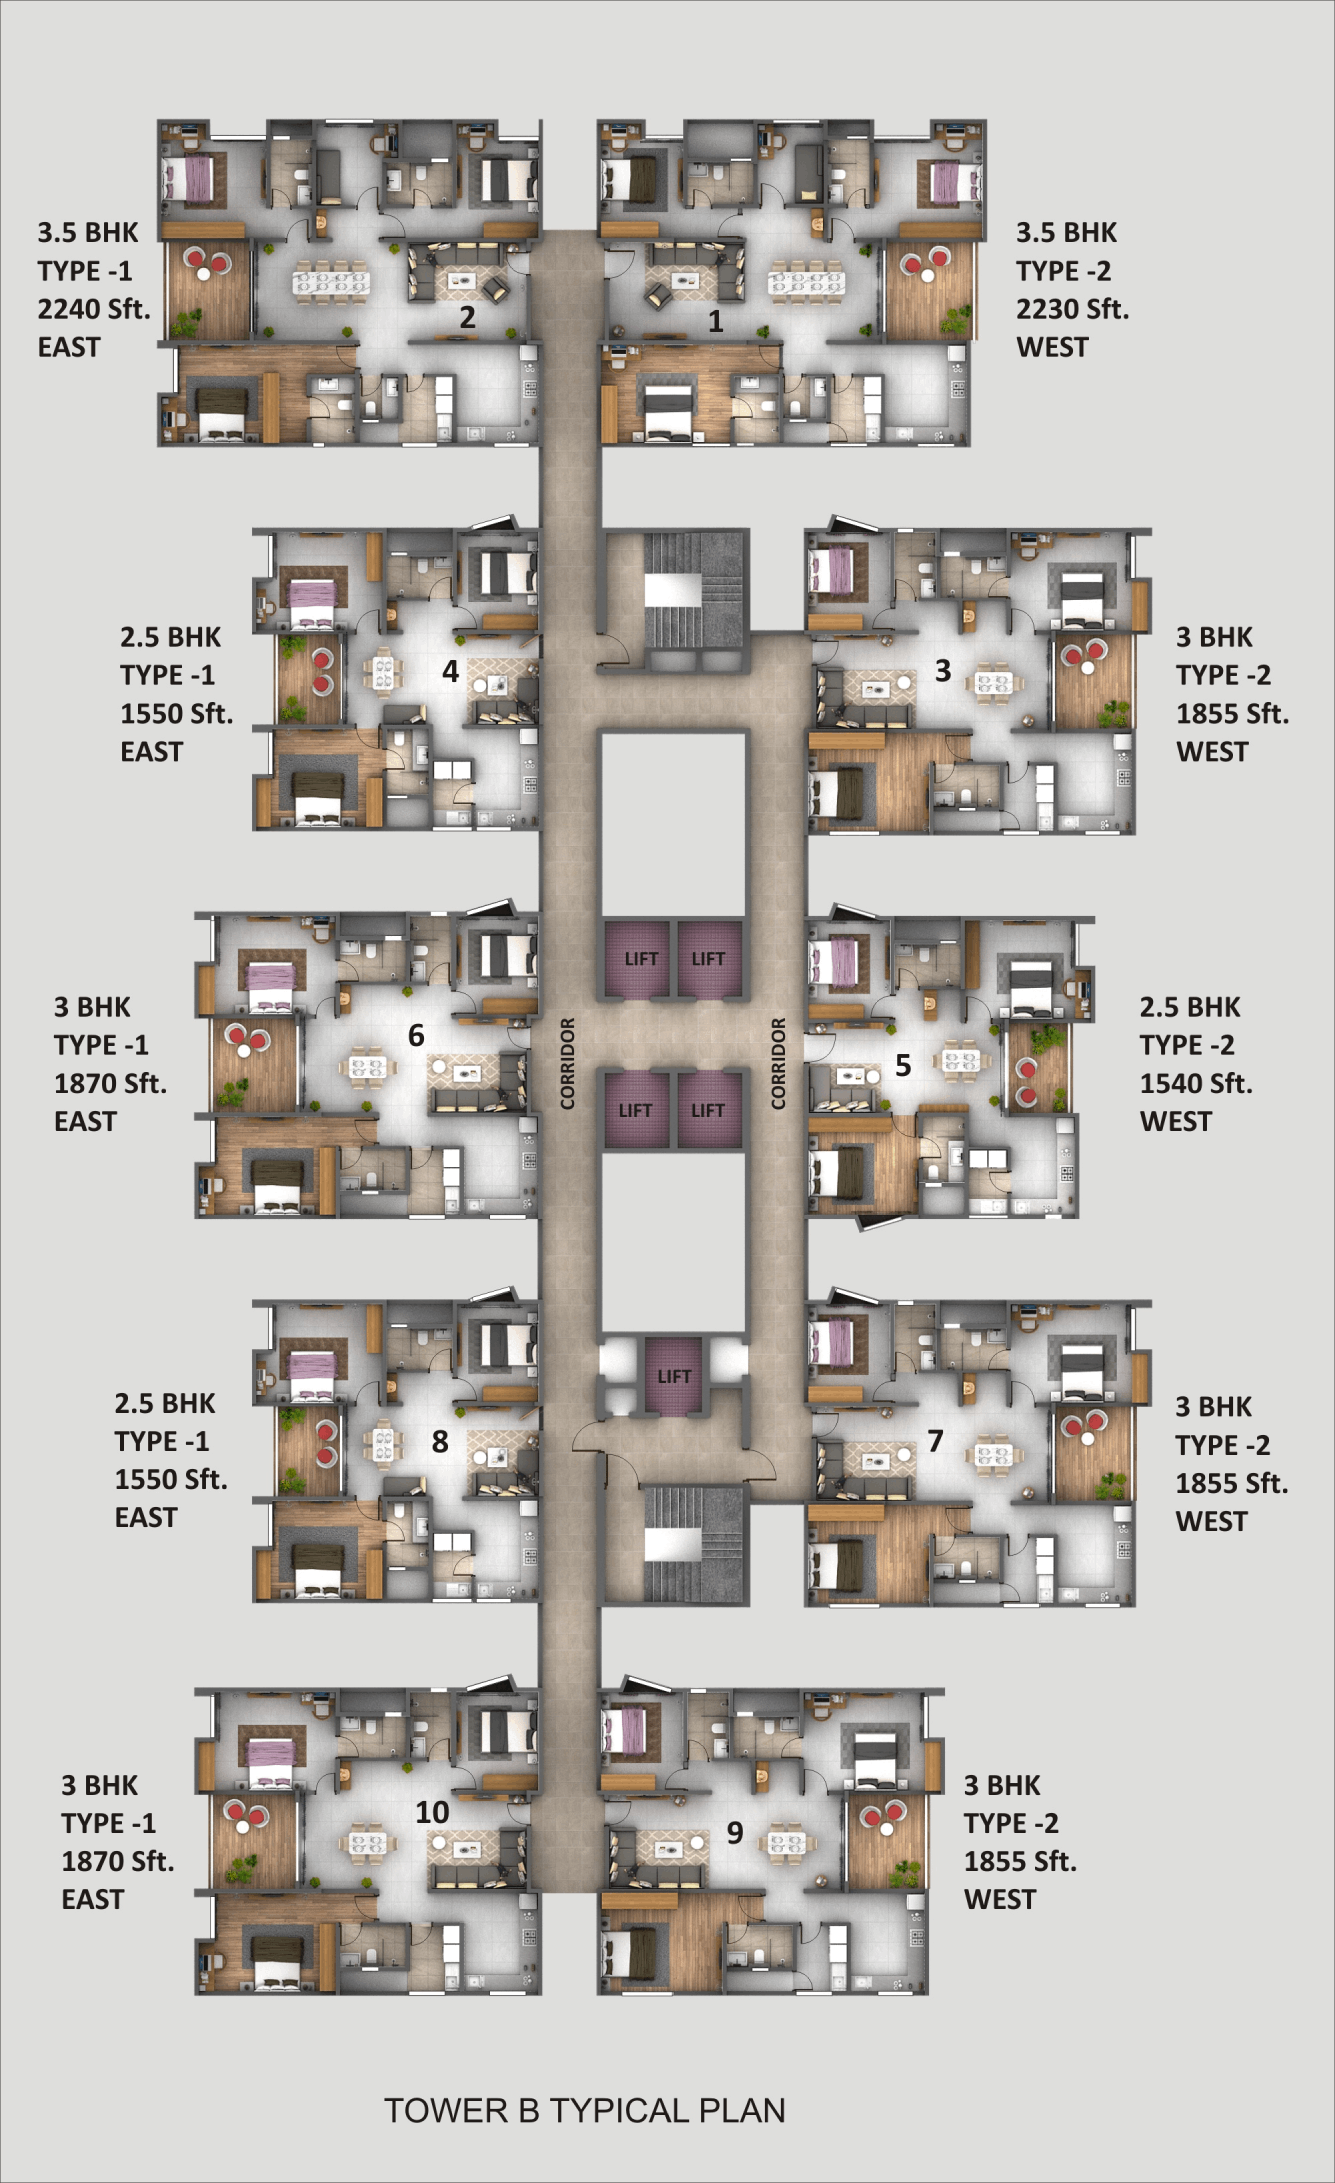 3.5 BHK
TYPE -1
2240 Sft.
EAST
2
1
3.5 BHK
TYPE -2
2230 Sft.
WEST
2.5 BHK
TYPE -1
1550 Sft.
EAST
4
3
3 BHK
TYPE -2
1855 Sft.
WEST
LIFT
LIFT
3 BHK
TYPE -1
1870 Sft.
EAST
6
CORRIDOR
CORRIDOR
5
2.5 BHK
TYPE -2
1540 Sft.
WEST
LIFT
LIFT
LIFT
2.5 BHK
TYPE -1
1550 Sft.
EAST
8
7
3 BHK
TYPE -2
1855 Sft.
WEST
3 BHK
TYPE -1
1870 Sft.
EAST
10
9
3 BHK
TYPE -2
1855 Sft.
WEST
TOWER B TYPICAL PLAN